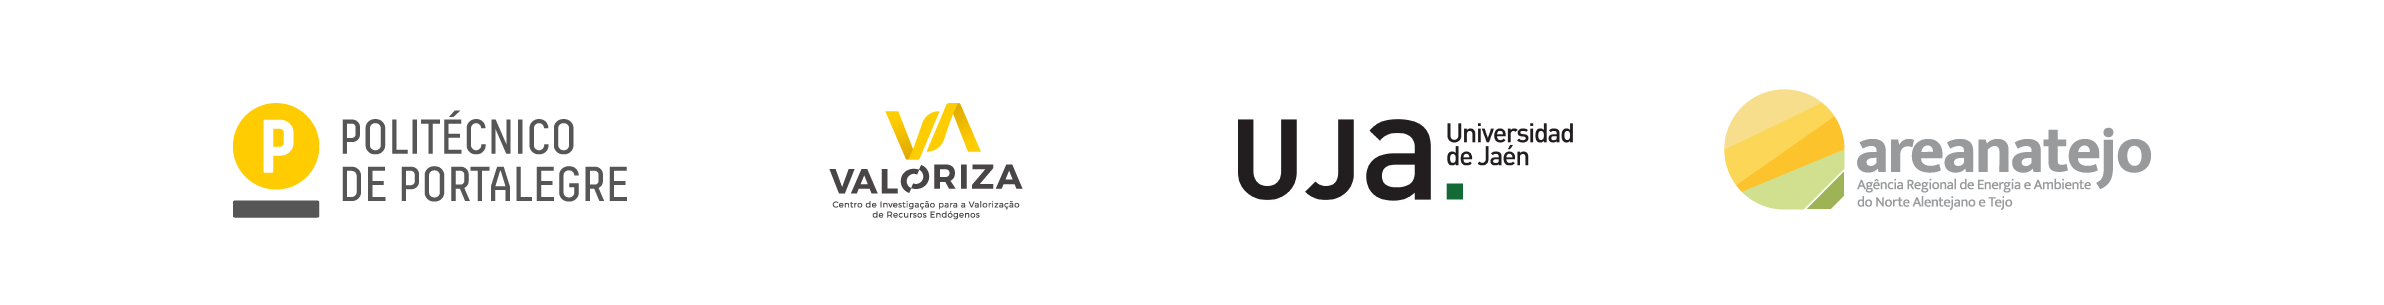 P
POLITÉCNICO
DE PORTALEGRE
VA
VALORIZA
Centro de Investigação para a Valorização
de Recursos Endógenos
uja.
Universidad
de Jaén
areanatejo
Agência Regional de Energia e Ambiente
do Norte Alentejano e Tejo